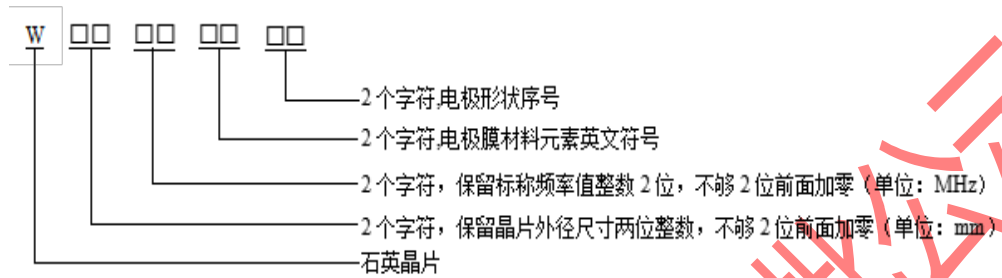 W □□ □□ □□ □□
2个字符,电极形状序号
2个字符,电极膜材料元素英文符号
2个字符，保留标称频率值整数2位，不够2位前面加零（单位：MHz）
2个字符，保留晶片外径尺寸两位整数，不够2位前面加零（单位：mm）
石英晶片